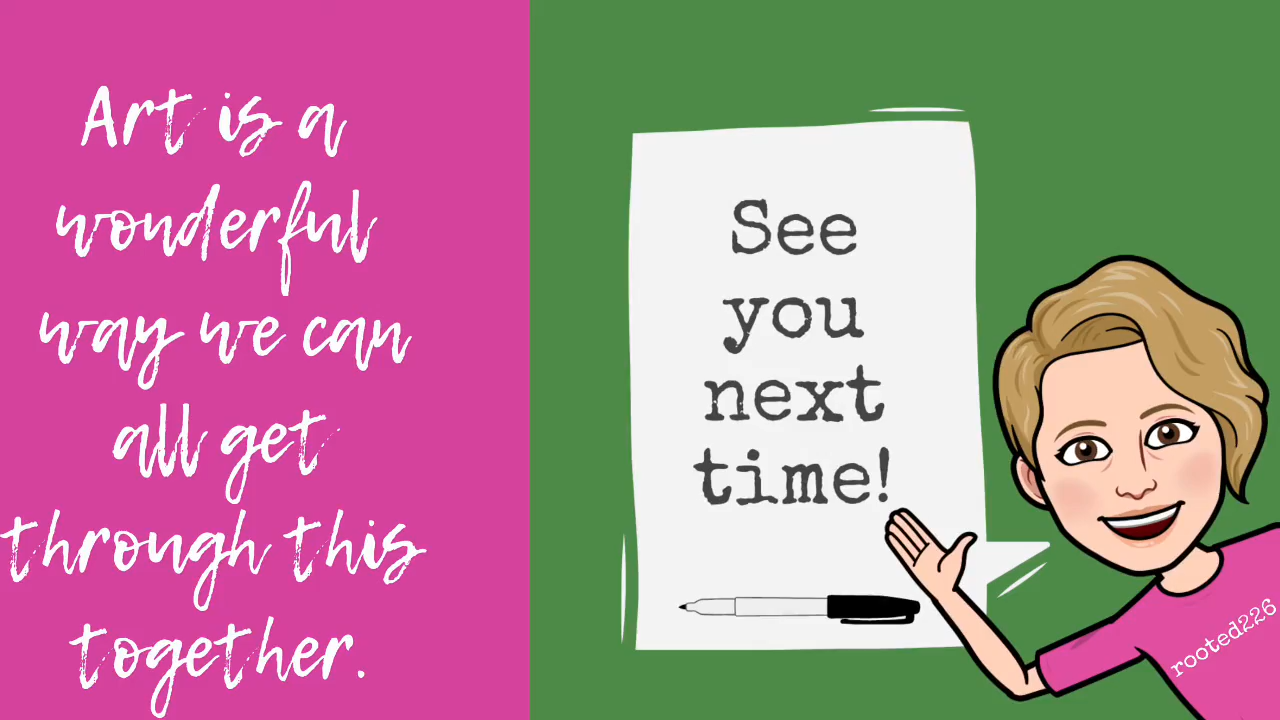 Art is a
wonderful
way we can
all get
through this
together.
See
you
next
time!
rooted226